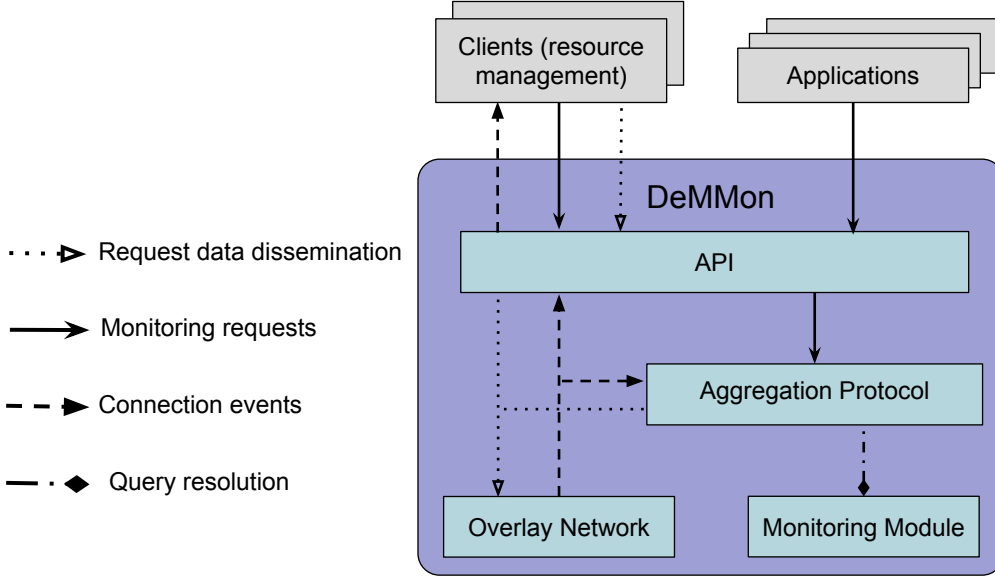 Clients (resource
management)
Applications
DeMMon
API
Request data dissemination
Monitoring requests
Aggregation Protocol
Connection events
Query resolution
Overlay Network
Monitoring Module